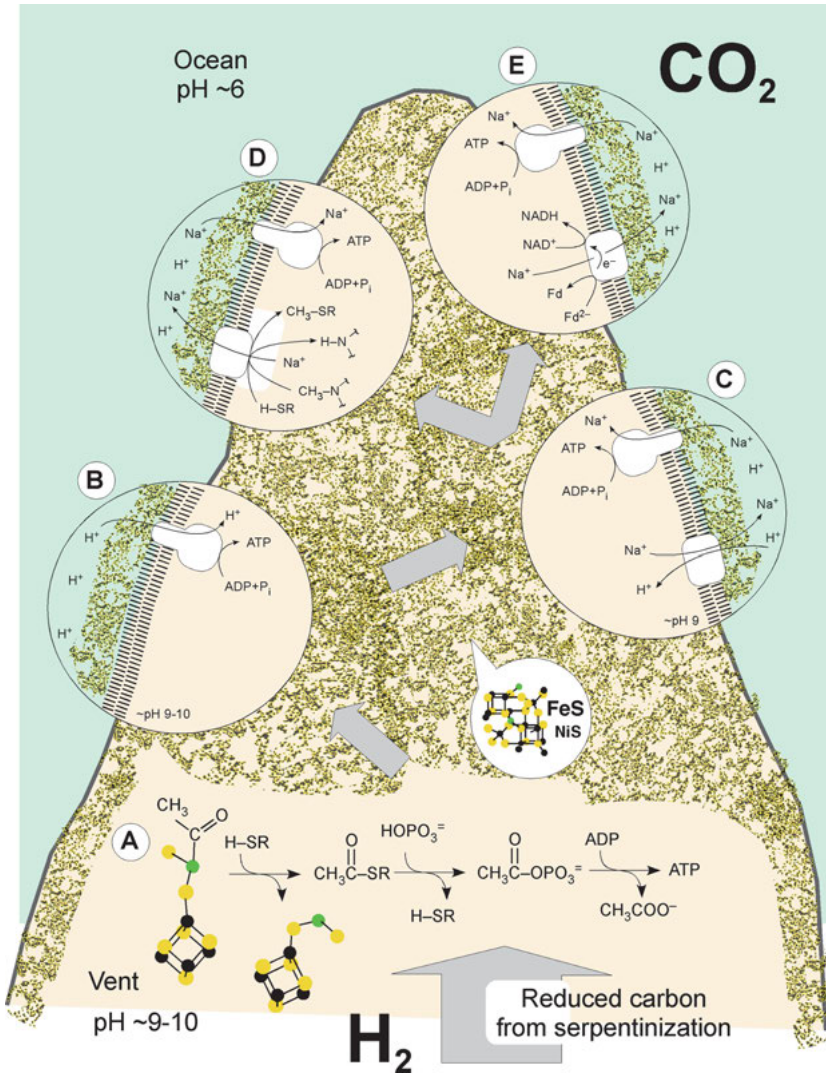 Ocean
pH ~6
CO₂
E
Na⁺
Na⁺
ATP
H⁺
ADP+Pᵢ
Na⁺
NADH
H⁺
NAD⁺
e⁻
Na⁺
Fd
Fd²⁻
D
Na⁺
Na⁺
ATP
H⁺
ADP+Pᵢ
Na⁺
CH₃–SR
H⁺
H–N
Na⁺
CH₃–N
H–SR
C
Na⁺
Na⁺
ATP
H⁺
ADP+Pᵢ
Na⁺
Na⁺
H⁺
H⁺
~pH 9
B
H⁺
H⁺
ATP
H⁺
ADP+Pᵢ
H⁺
~pH 9-10
FeS
NiS
A
CH₃
C
O
H–SR
O
CH₃C–SR
HOPO₃⁼
H–SR
O
CH₃C–OPO₃⁼
ADP
ATP
CH₃COO⁻
Vent
pH ~9-10
H₂
Reduced carbon
from serpentinization